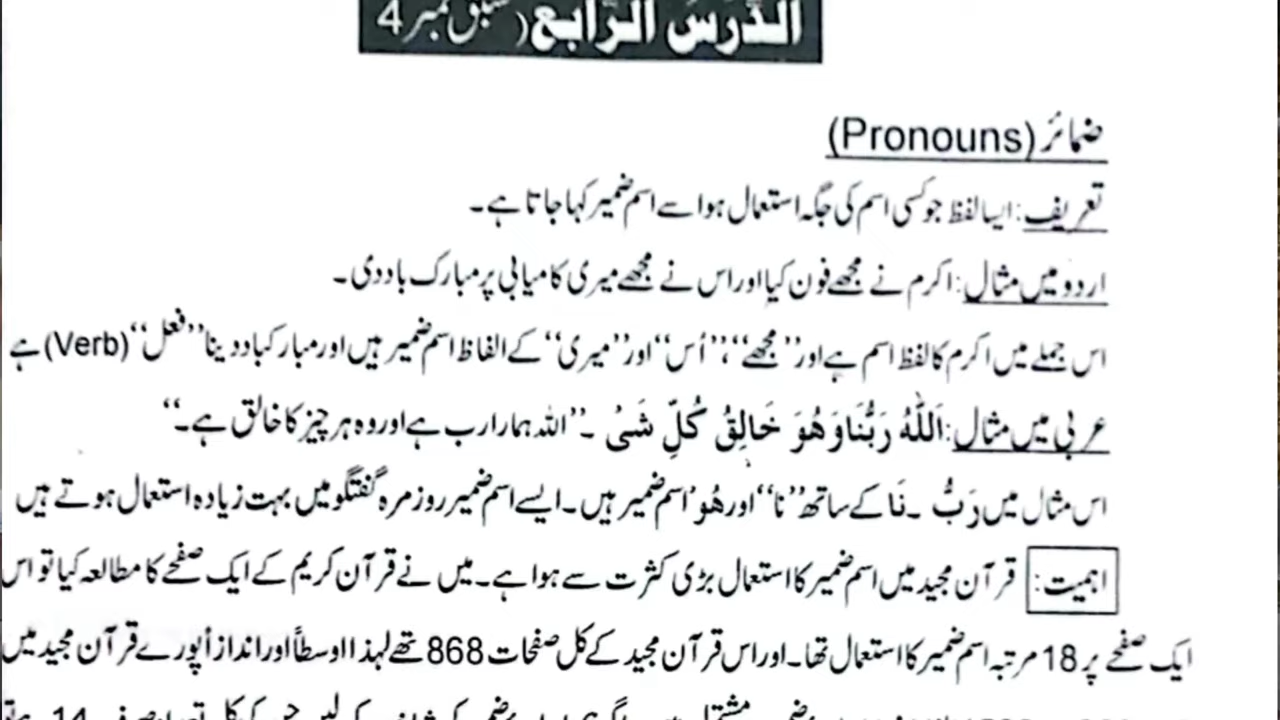 الدَّرسُ الرَّابع (سبق نمبر 4
ضمائر (Pronouns)
تعریف: ایسا لفظ جو کسی اسم کی جگہ استعمال ہو اسے اسم ضمیر کہا جاتا ہے۔
اردو میں مثال: اکرم نے مجھے فون کیا اور اس نے مجھے میری کامیابی پر مبارک باد دی۔
اس جملے میں اکرم کا لفظ اسم ہے اور ’’مجھے‘‘، ’’اُس‘‘ اور ’’میری‘‘ کے الفاظ اسم ضمیر ہیں اور مبارکباد دینا ’’فعل‘‘ (Verb) ہے
عربی میں مثال: اَللّٰهُ رَبُّنَا وَهُوَ خَالِقُ كُلِّ شَىْ ۔ ’’اللہ ہمارا رب ہے اور وہ ہر چیز کا خالق ہے۔‘‘
اس مثال میں رَبُّ ۔ نَا کے ساتھ ’’نا‘‘ اور هُوَ اسم ضمیر ہیں۔ ایسے اسم ضمیر روز مرہ گفتگو میں بہت زیادہ استعمال ہوتے ہیں
اہمیت: قرآن مجید میں اسم ضمیر کا استعمال بڑی کثرت سے ہوا ہے۔ میں نے قرآن کریم کے ایک صفحے کا مطالعہ کیا تو اس
ایک صفحے پر 18 مرتبہ اسم ضمیر کا استعمال تھا۔ اور اس قرآن مجید کے کل صفحات 868 تھے لہذا اوسطاً اور اندازاً پورے قرآن مجید میں